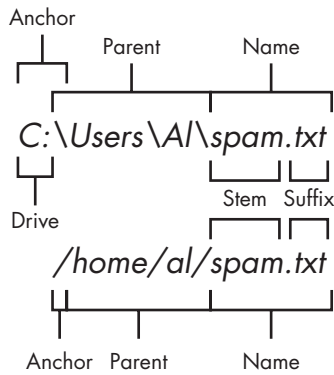 Anchor
Parent Name
C:\Users\Al\spam.txt
Drive Stem Suffix
/home/al/spam.txt
Anchor Parent Name